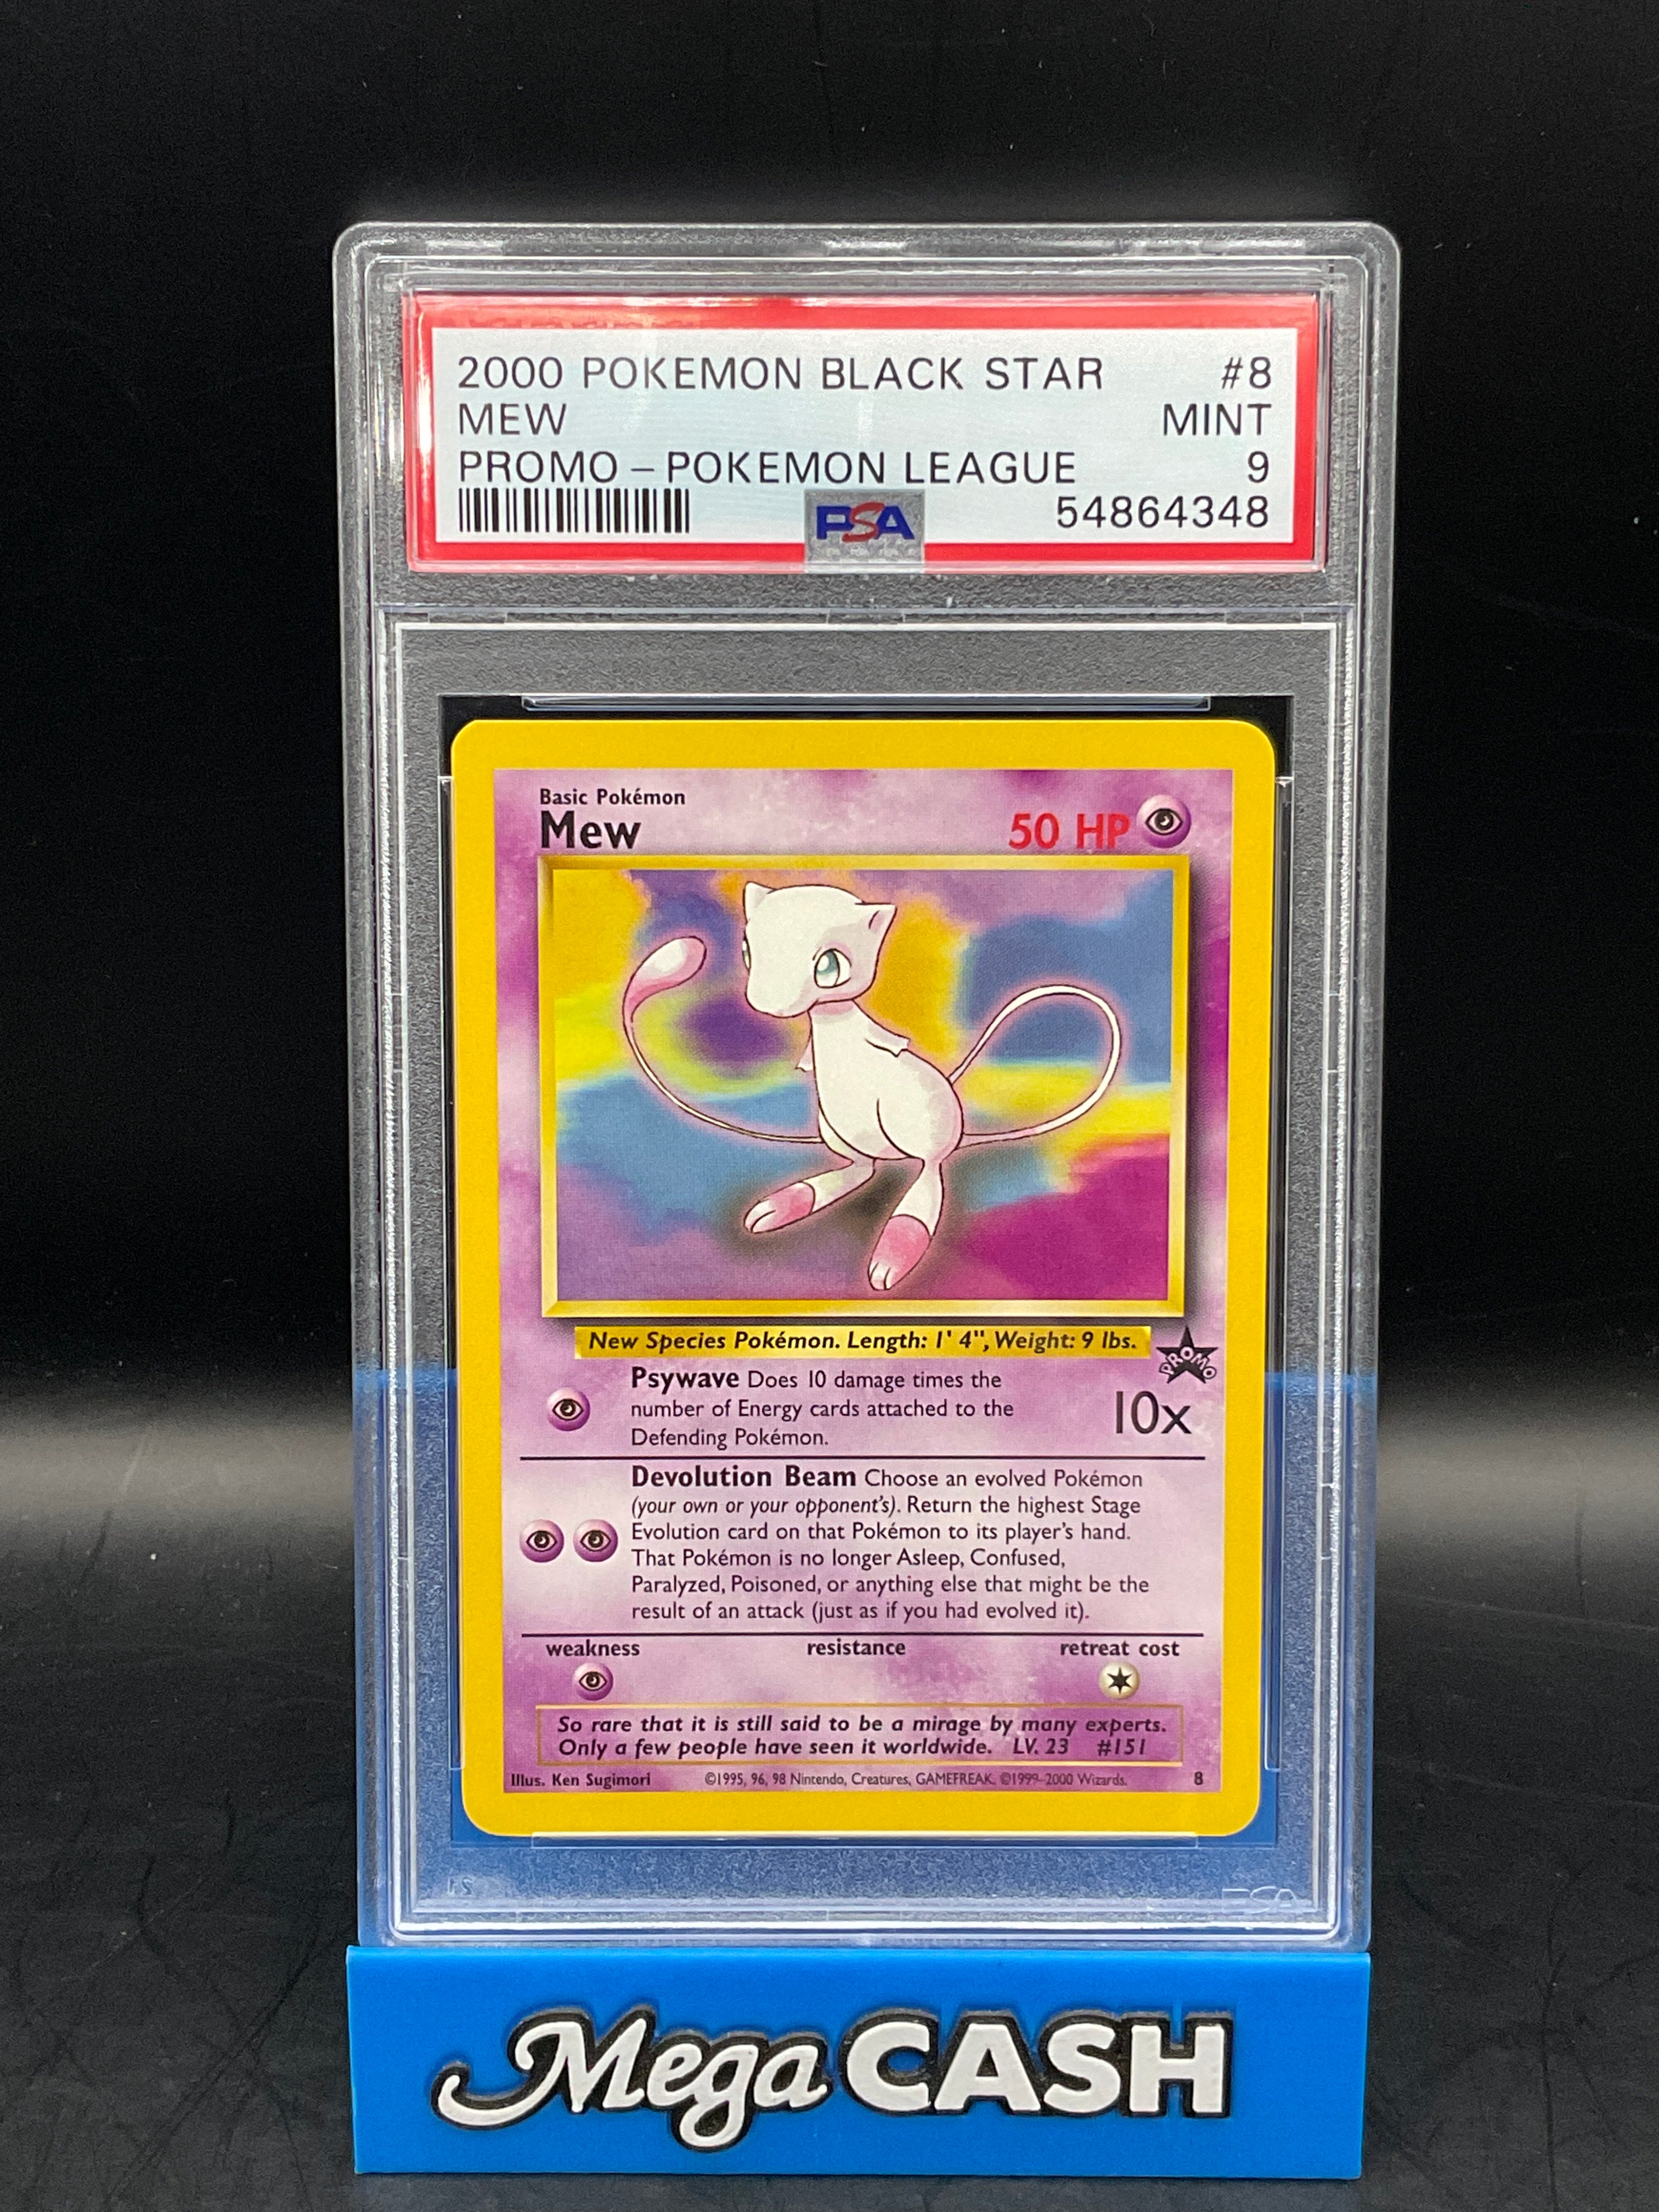 2000 POKEMON BLACK STAR #8
MEW MINT
PROMO – POKEMON LEAGUE 9
PSA 54864348
Basic Pokémon
Mew 50 HP
New Species Pokémon. Length: 1' 4", Weight: 9 lbs.
PROMO
Psywave Does 10 damage times the
number of Energy cards attached to the
Defending Pokémon.
10x
Devolution Beam Choose an evolved Pokémon
(your own or your opponent's). Return the highest Stage
Evolution card on that Pokémon to its player's hand.
That Pokémon is no longer Asleep, Confused,
Paralyzed, Poisoned, or anything else that might be the
result of an attack (just as if you had evolved it).
weakness resistance retreat cost
So rare that it is still said to be a mirage by many experts.
Only a few people have seen it worldwide. LV. 23 #151
Illus. Ken Sugimori ©1995, 96, 98 Nintendo, Creatures, GAMEFREAK. ©1999-2000 Wizards. 8
PSA
Mega CASH